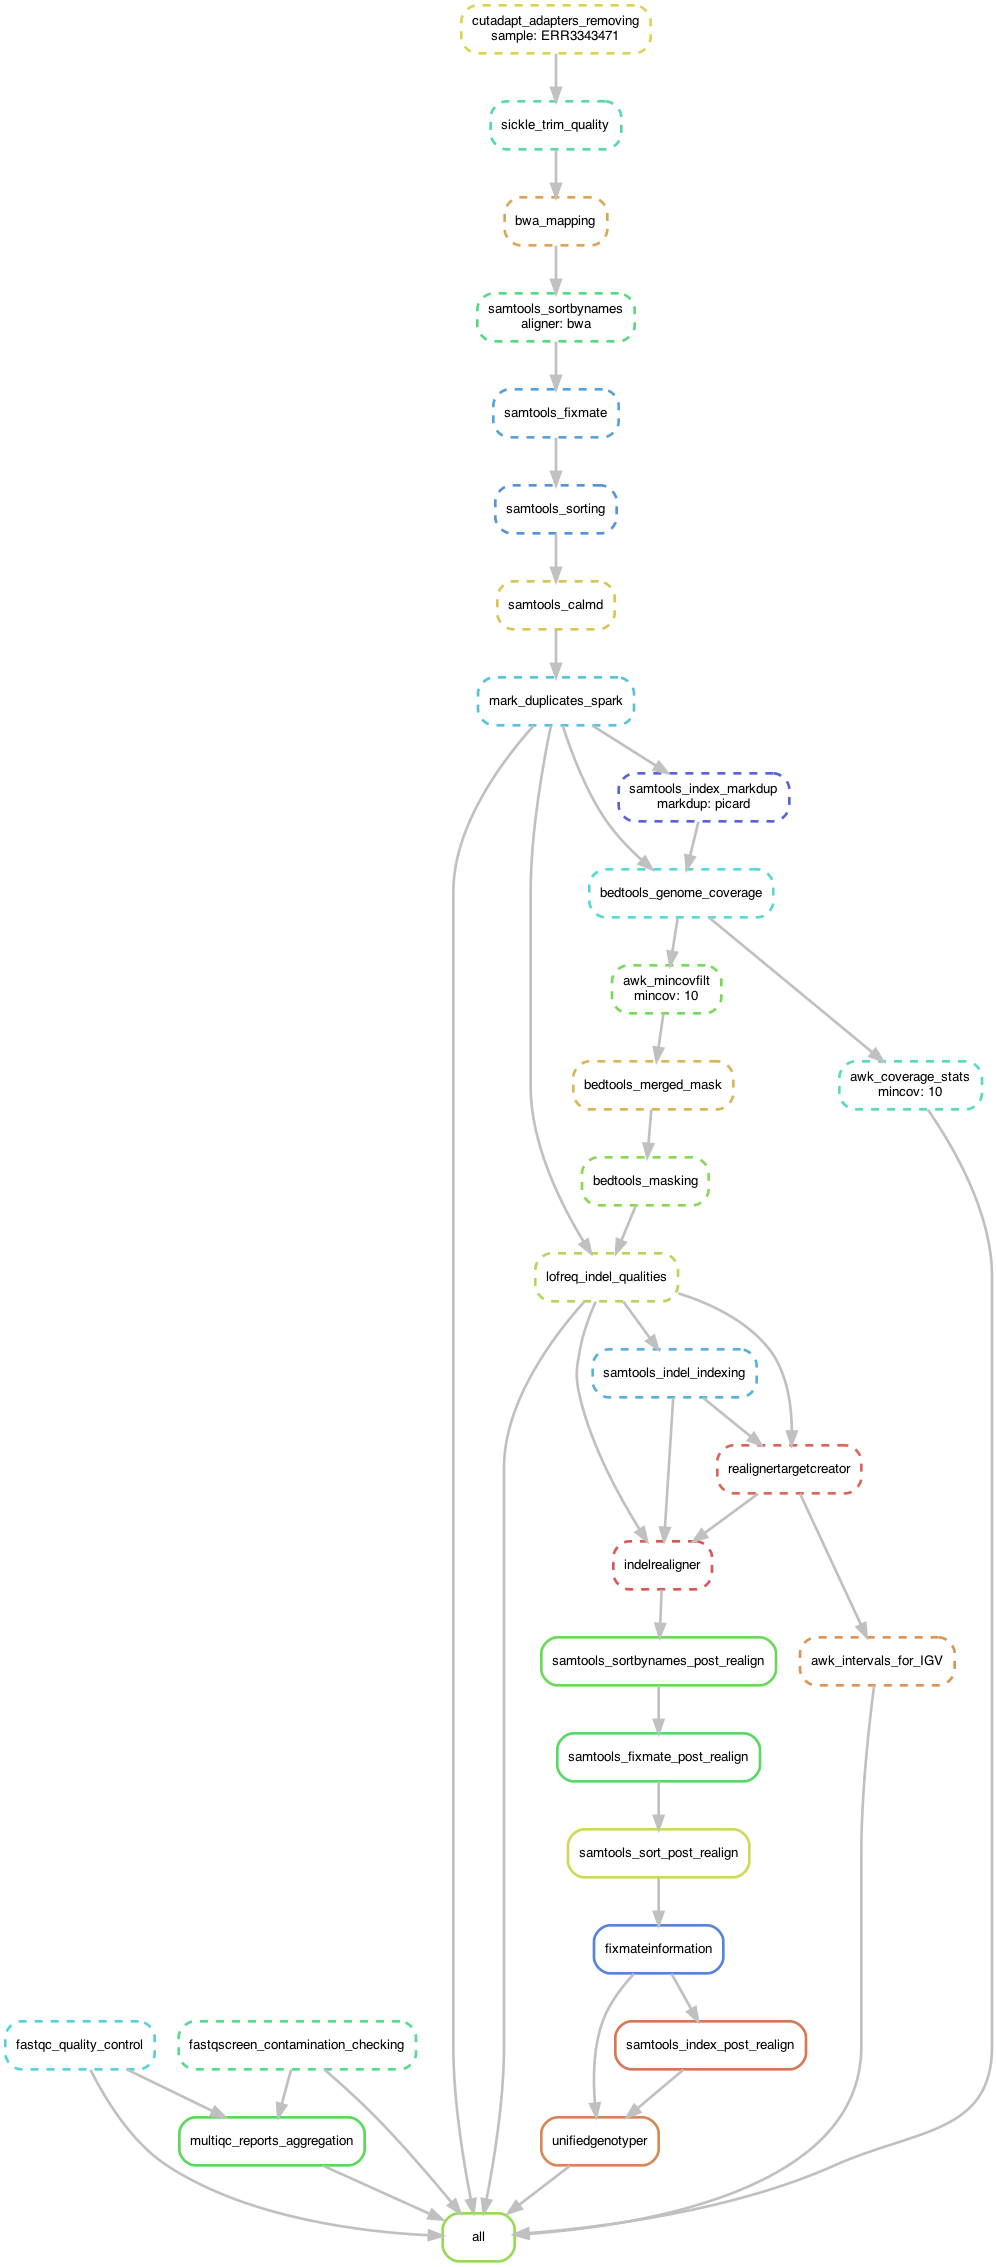 cutadapt_adapters_removing
sample: ERR3343471
sickle_trim_quality
bwa_mapping
samtools_sortbynames
aligner: bwa
samtools_fixmate
samtools_sorting
samtools_calmd
mark_duplicates_spark
samtools_index_markdup
markdup: picard
bedtools_genome_coverage
awk_mincovfilt
mincov: 10
bedtools_merged_mask
awk_coverage_stats
mincov: 10
bedtools_masking
lofreq_indel_qualities
samtools_indel_indexing
realignertargetcreator
indelrealigner
samtools_sortbynames_post_realign
awk_intervals_for_IGV
samtools_fixmate_post_realign
samtools_sort_post_realign
fixmateinformation
fastqc_quality_control
fastqscreen_contamination_checking
samtools_index_post_realign
multiqc_reports_aggregation
unifiedgenotyper
all